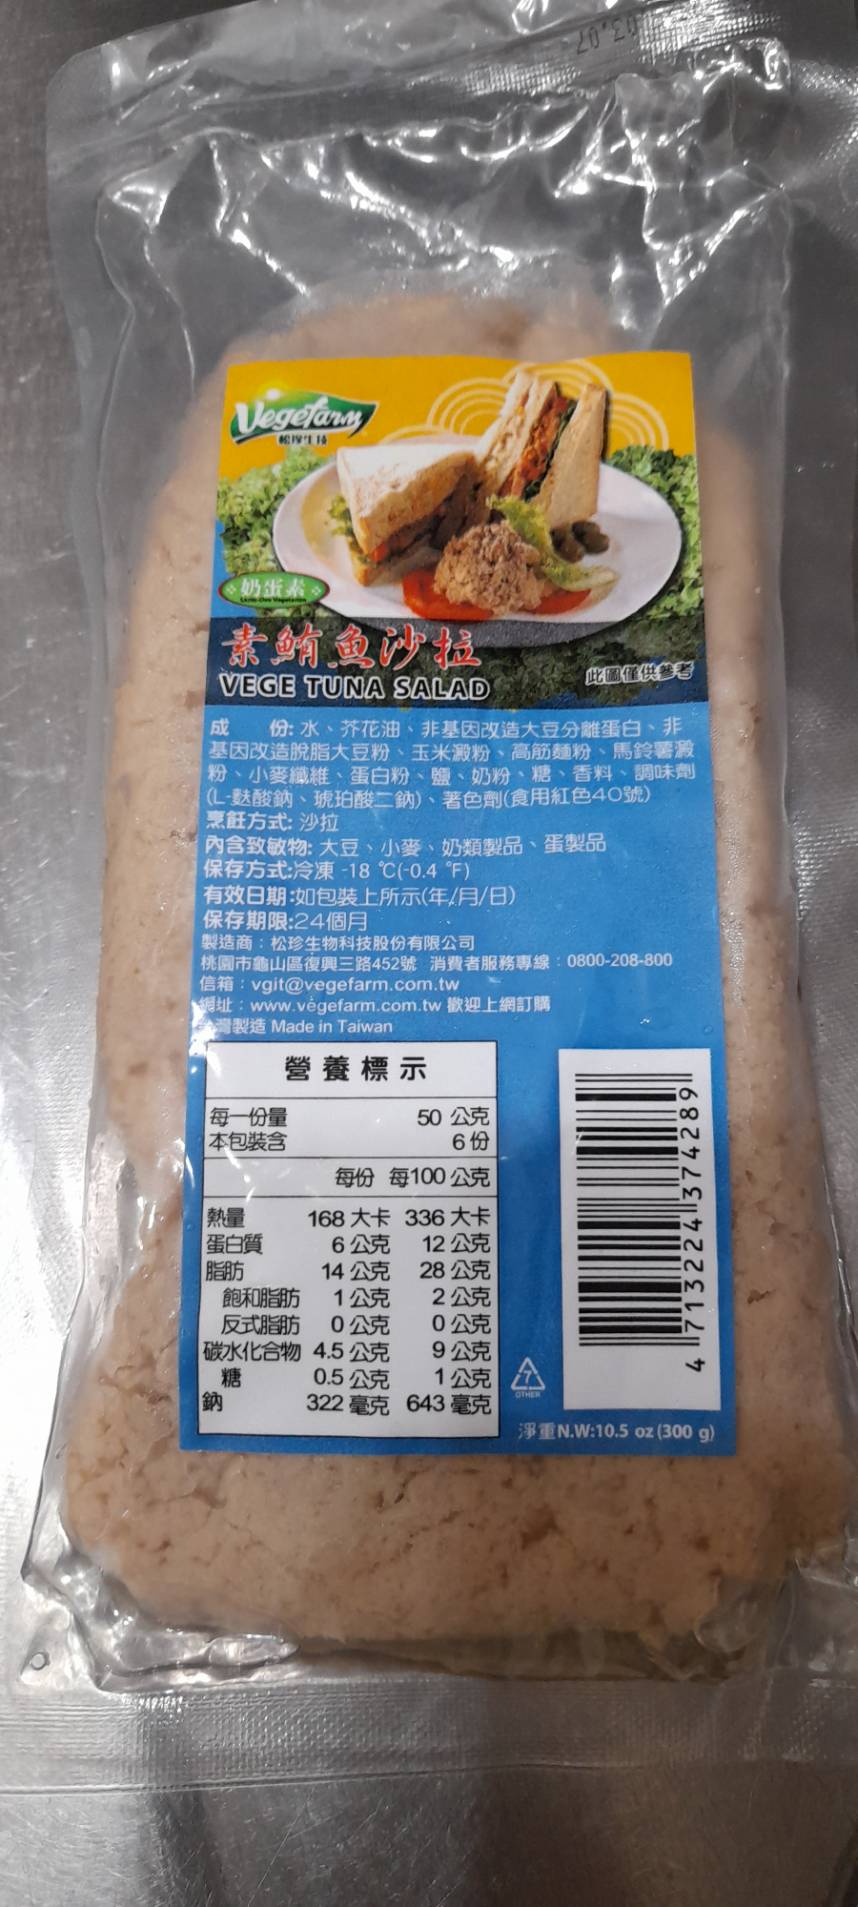 03.07
Vegefarm
松珍生技
奶蛋素
Lacto-Ovo Vegetarian
素鮪魚沙拉
VEGE TUNA SALAD
此圖僅供參考
成 份: 水、芥花油、非基因改造大豆分離蛋白、非
基因改造脫脂大豆粉、玉米澱粉、高筋麵粉、馬鈴薯澱
粉、小麥纖維、蛋白粉、鹽、奶粉、糖、香料、調味劑
(L-麩酸鈉、琥珀酸二鈉)、著色劑(食用紅色40號)
烹飪方式: 沙拉
內含致敏物: 大豆、小麥、奶類製品、蛋製品
保存方式:冷凍 -18 ℃(-0.4 ℉)
有效日期:如包裝上所示(年/月/日)
保存期限:24個月
製造商：松珍生物科技股份有限公司
桃園市龜山區復興三路452號 消費者服務專線：0800-208-800
信箱：vgit@vegefarm.com.tw
網址：www.vegefarm.com.tw 歡迎上網訂購
灣製造 Made in Taiwan
營養標示
每一份量 50 公克
本包裝含 6 份
每份 每100 公克
熱量 168 大卡 336 大卡
蛋白質 6 公克 12 公克
脂肪 14 公克 28 公克
飽和脂肪 1 公克 2 公克
反式脂肪 0 公克 0 公克
碳水化合物 4.5 公克 9 公克
糖 0.5 公克 1 公克
鈉 322 毫克 643 毫克
7
OTHER
4 713224 374289
淨重N.W:10.5 oz (300 g)